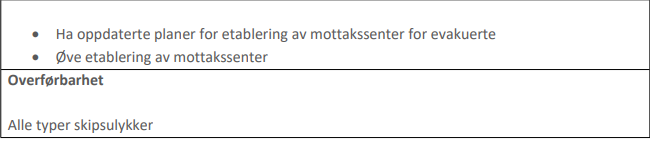 • Ha oppdaterte planer for etablering av mottakssenter for evakuerte
• Øve etablering av mottakssenter
Overførbarhet
Alle typer skipsulykker